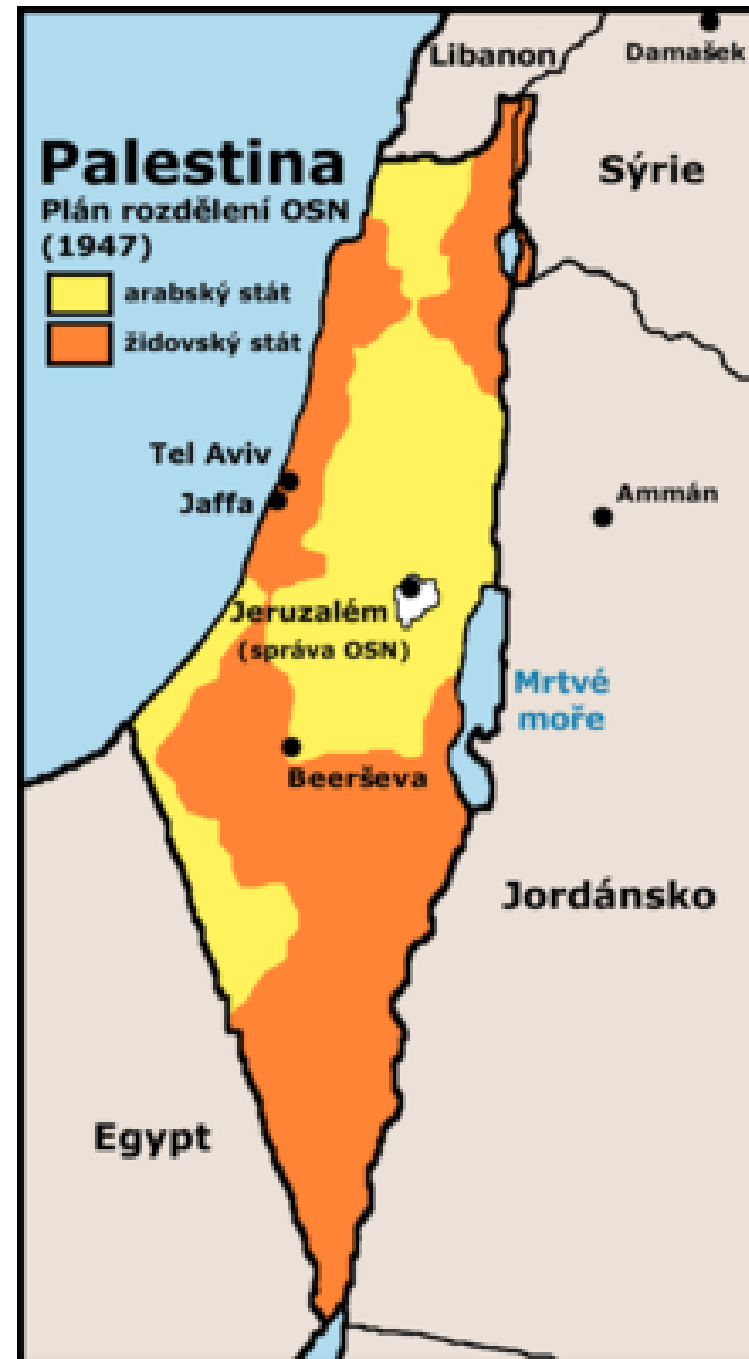 Libanon
Damašek
Palestina
Plán rozdělení OSN
(1947)
Sýrie
arabský stát
židovský stát
Tel Aviv
Jaffa
Ammán
Jeruzalém
(správa OSN)
Mrtvé
moře
Beerševa
Jordánsko
Egypt